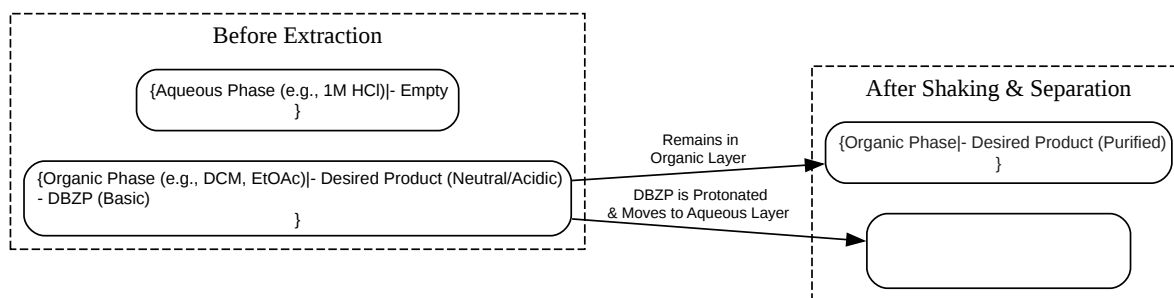 Before Extraction
{Aqueous Phase (e.g., 1M HCl)|- Empty
}
{Organic Phase (e.g., DCM, EtOAc)|- Desired Product (Neutral/Acidic)
- DBZP (Basic)
}
Remains in
Organic Layer
DBZP is Protonated
& Moves to Aqueous Layer
After Shaking & Separation
{Organic Phase|- Desired Product (Purified)
}